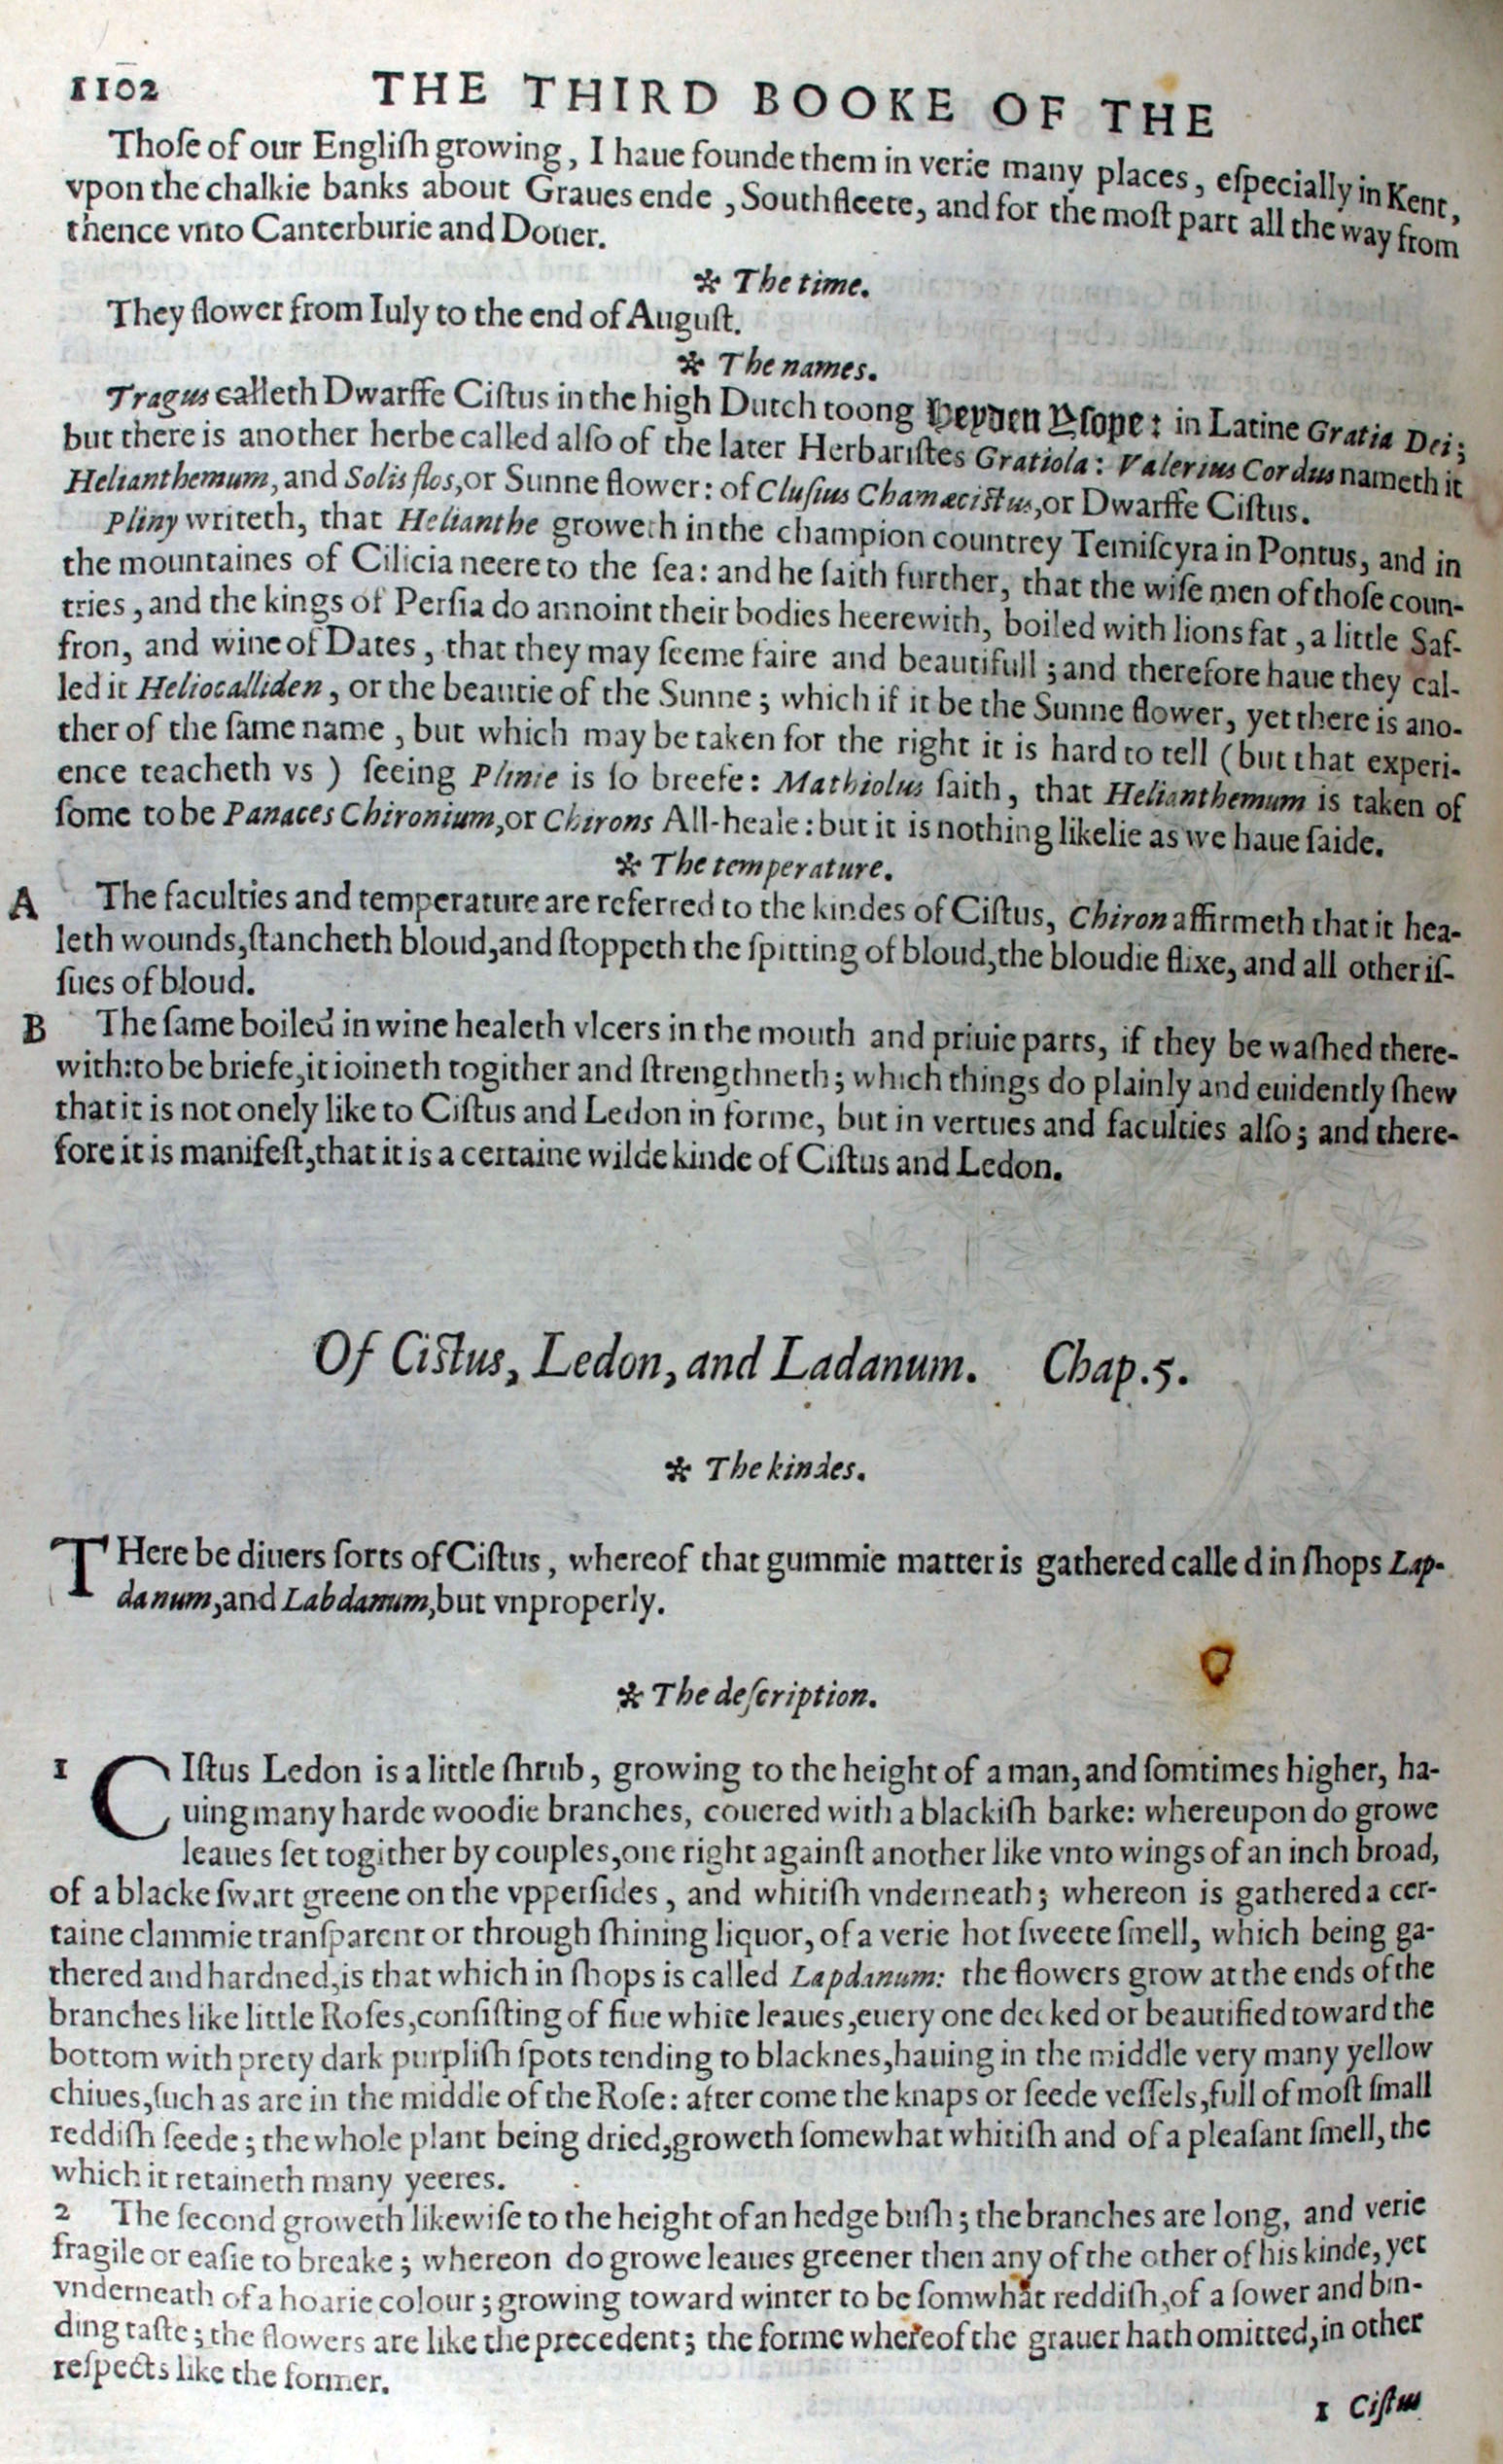 1102 THE THIRD BOOKE OF THE
Thoſe of our Engliſh growing, I haue founde them in verie many places, eſpecially in Kent,
vpon the chalkie banks about Graues ende, Southfleete, and for the moſt part all the way from
thence vnto Canterburie and Douer.
✻ The time.
They flower from Iuly to the end of Auguſt.
✻ The names.
Tragus calleth Dwarffe Ciſtus in the high Dutch toong Heyden Yſope: in Latine Gratia Dei;
but there is another herbe called alſo of the later Herbariſtes Gratiola: Valerius Cordus nameth it
Helianthemum, and Solis flos, or Sunne flower: of Cluſius Chamæciſtus, or Dwarffe Ciſtus.
Pliny writeth, that Helianthe groweth in the champion countrey Temiſcyra in Pontus, and in
the mountaines of Cilicia neere to the ſea: and he ſaith further, that the wiſe men of thoſe coun-
tries, and the kings of Perſia do annoint their bodies heerewith, boiled with lions fat, a little Saf-
fron, and wine of Dates, that they may ſeeme faire and beautifull; and therefore haue they cal-
led it Heliocalliden, or the beautie of the Sunne; which if it be the Sunne flower, yet there is ano-
ther of the ſame name, but which may be taken for the right it is hard to tell (but that experi-
ence teacheth vs) ſeeing Plinie is ſo breefe: Mathiolus ſaith, that Helianthemum is taken of
ſome to be Panaces Chironium, or Chirons All-heale: but it is nothing likelie as we haue ſaide.
✻ The temperature.
A The faculties and temperature are referred to the kindes of Ciſtus, Chiron affirmeth that it hea-
leth wounds, ſtancheth bloud, and ſtoppeth the ſpitting of bloud, the bloudie flixe, and all other iſ-
ſues of bloud.
B The ſame boiled in wine healeth vlcers in the mouth and priuie parts, if they be waſhed there-
with: to be briefe, it ioineth togither and ſtrengthneth; which things do plainly and euidently ſhew
that it is not onely like to Ciſtus and Ledon in forme, but in vertues and faculties alſo; and there-
fore it is manifeſt, that it is a certaine wilde kinde of Ciſtus and Ledon.
Of Ciſtus, Ledon, and Ladanum. Chap. 5.
✻ The kindes.
THere be diuers ſorts of Ciſtus, whereof that gummie matter is gathered called in ſhops Lap-
danum, and Labdanum, but vnproperly.
✻ The deſcription.
1 CIſtus Ledon is a little ſhrub, growing to the height of a man, and ſomtimes higher, ha-
uing many harde woodie branches, couered with a blackiſh barke: whereupon do growe
leaues ſet togither by couples, one right againſt another like vnto wings of an inch broad,
of a blacke ſwart greene on the vpperſides, and whitiſh vnderneath; whereon is gathered a cer-
taine clammie tranſparent or through ſhining liquor, of a verie hot ſweete ſmell, which being ga-
thered and hardned, is that which in ſhops is called Lapdanum: the flowers grow at the ends of the
branches like little Roſes, conſiſting of fiue white leaues, euery one decked or beautified toward the
bottom with prety dark purpliſh ſpots tending to blacknes, hauing in the middle very many yellow
chiues, ſuch as are in the middle of the Roſe: after come the knaps or ſeede veſſels, full of moſt ſmall
reddiſh ſeede; the whole plant being dried, groweth ſomewhat whitiſh and of a pleaſant ſmell, the
which it retaineth many yeeres.
2 The ſecond groweth likewiſe to the height of an hedge buſh; the branches are long, and verie
fragile or eaſie to breake; whereon do growe leaues greener then any of the other of his kinde, yet
vnderneath of a hoarie colour; growing toward winter to be ſomwhat reddiſh, of a ſower and bin-
ding taſte; the flowers are like the precedent; the forme whereof the grauer hath omitted, in other
reſpects like the former.
1 Ciſtus